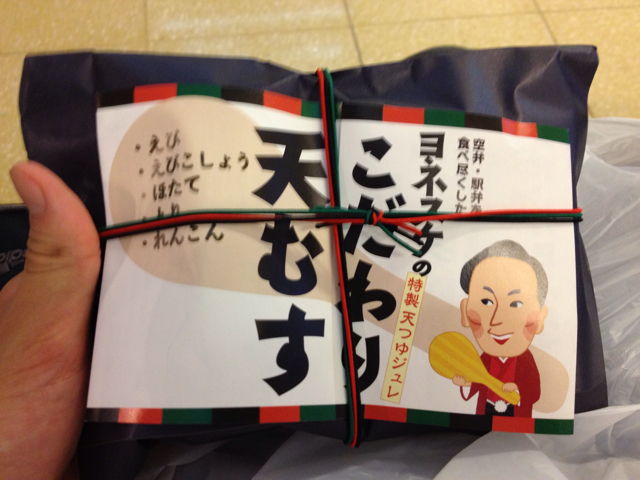 空弁・駅弁を
食べ尽くした
ヨネスケの
こだわり
特製 天つゆジュレ
天むす
・えび
・えびこしょう
・ほたて
・とり
・れんこん